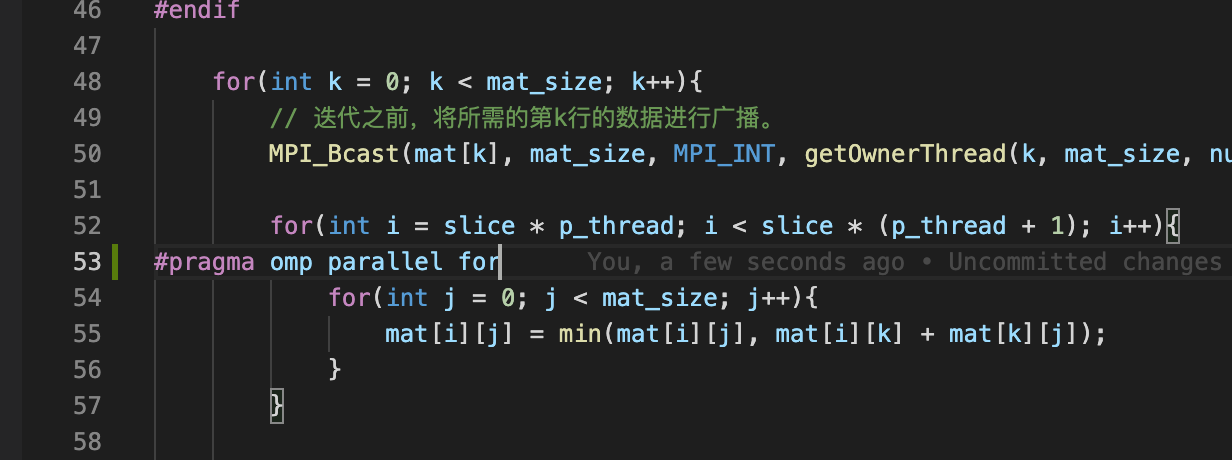 46 #endif
47
48 for(int k = 0; k < mat_size; k++){
49 // 迭代之前，将所需的第k行的数据进行广播。
50 MPI_Bcast(mat[k], mat_size, MPI_INT, getOwnerThread(k, mat_size, nu
51
52 for(int i = slice * p_thread; i < slice * (p_thread + 1); i++){
53 #pragma omp parallel for You, a few seconds ago • Uncommitted changes
54 for(int j = 0; j < mat_size; j++){
55 mat[i][j] = min(mat[i][j], mat[i][k] + mat[k][j]);
56 }
57 }
58